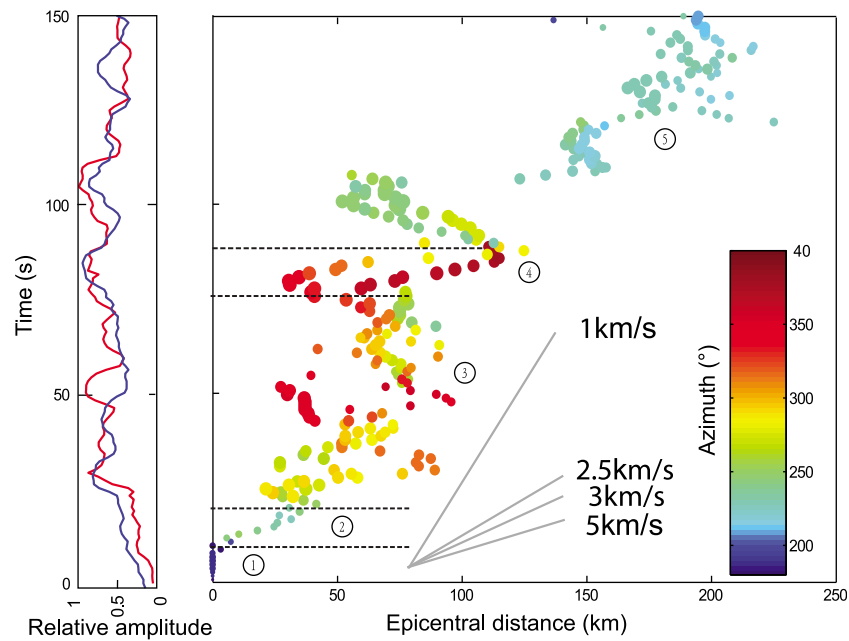 150
100
50
0
Time (s)
1
0.5
0
Relative amplitude
0
50
100
150
200
250
Epicentral distance (km)
1
2
3
4
5
1km/s
2.5km/s
3km/s
5km/s
40
350
300
250
200
Azimuth (°)